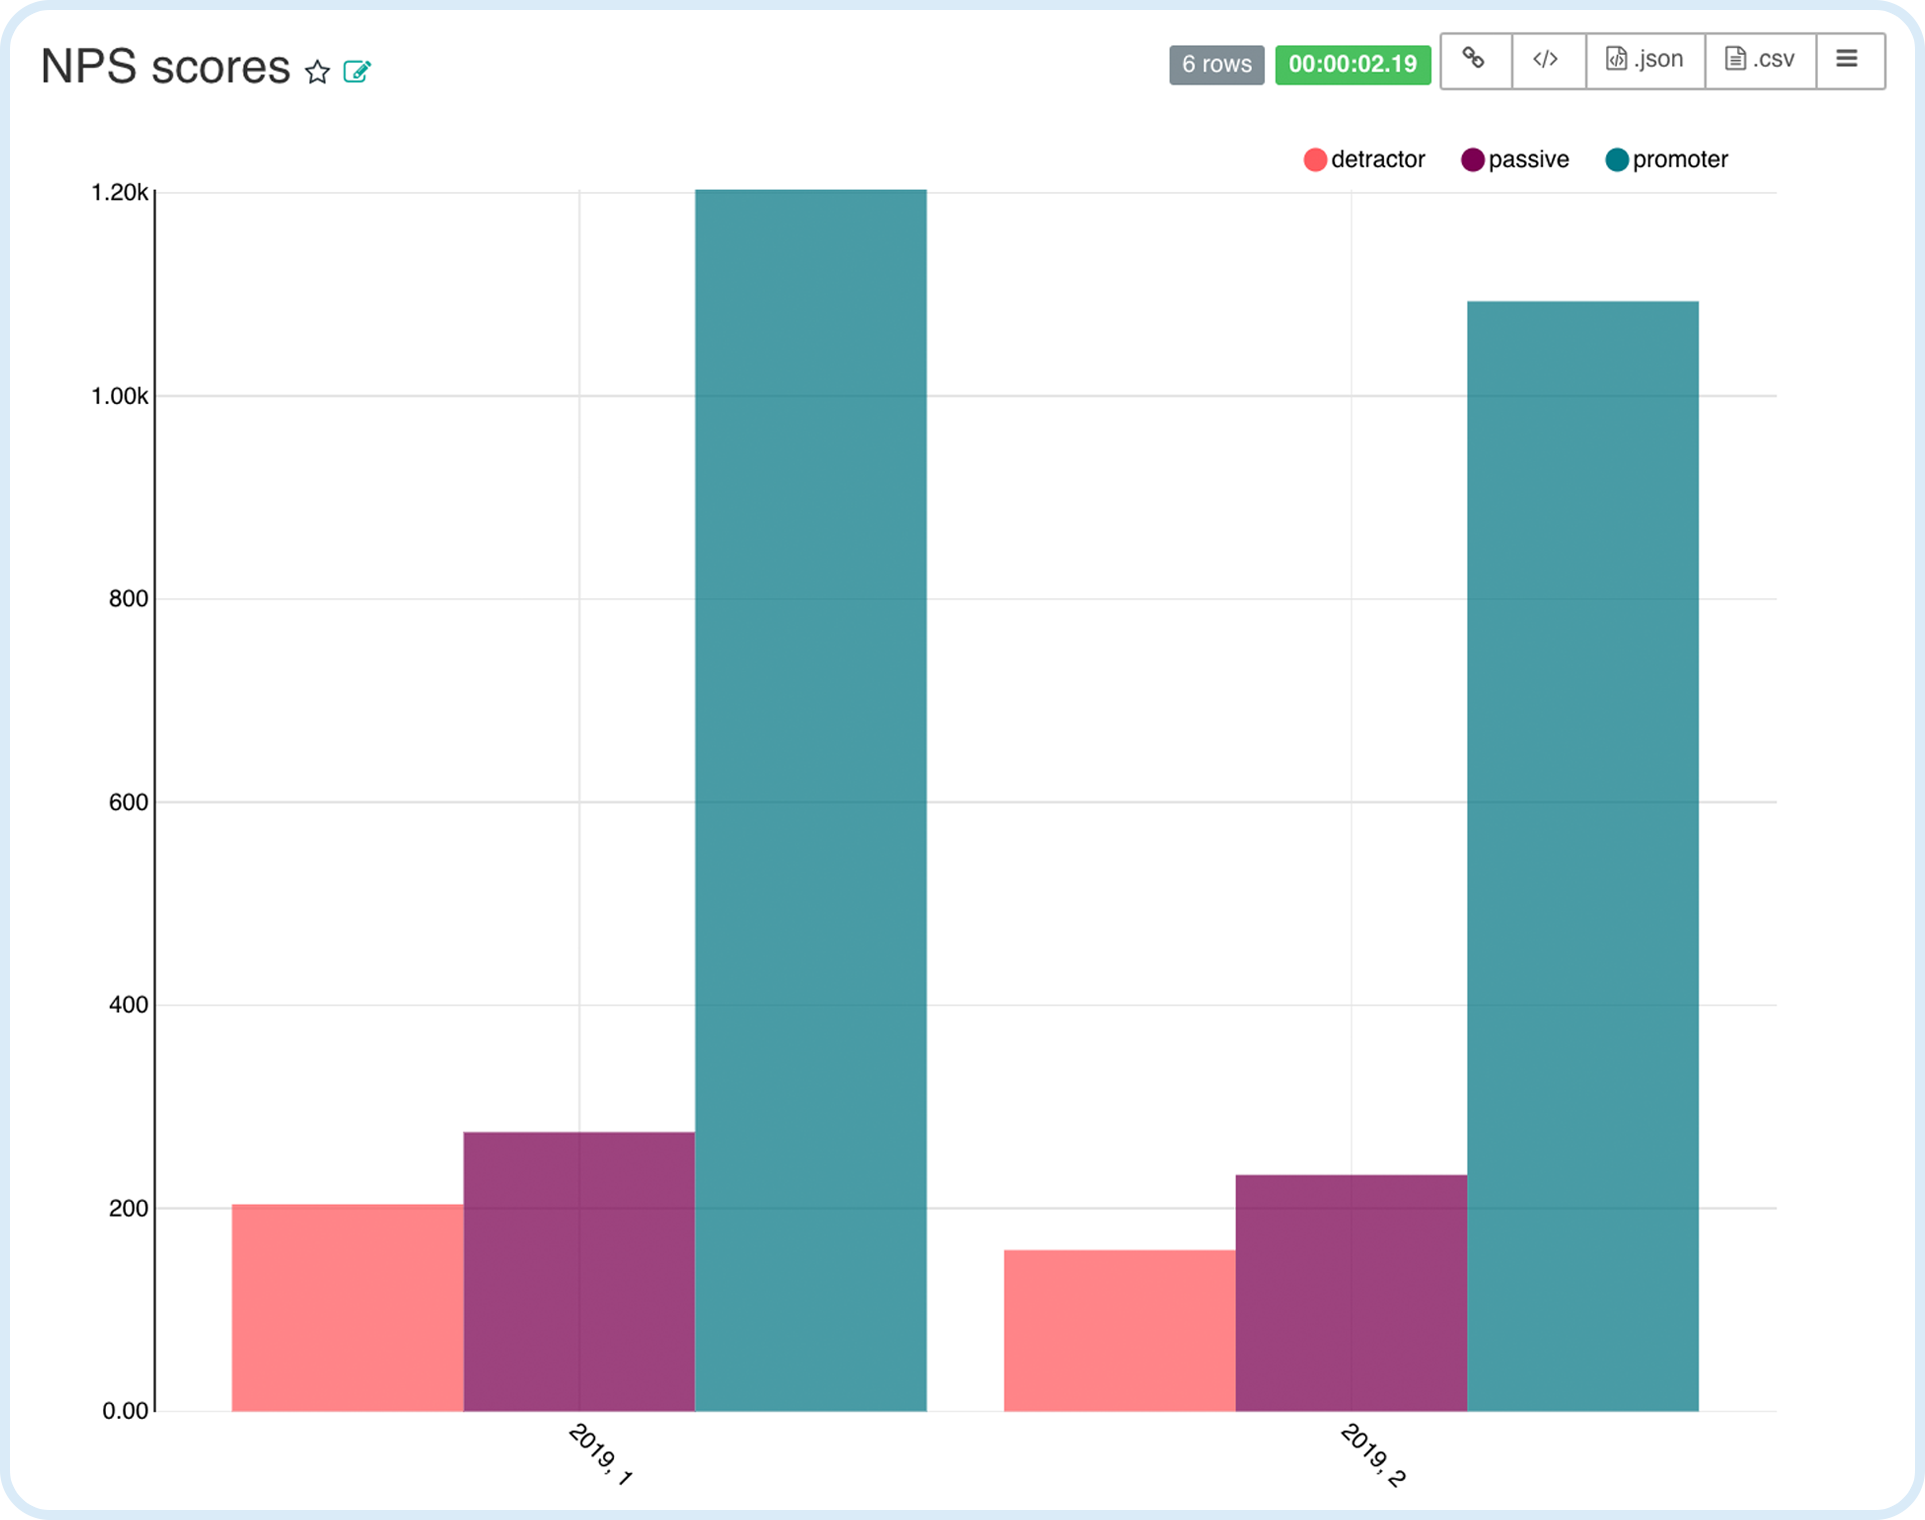 NPS scores
6 rows 00:00:02.19 </> .json .csv
detractor passive promoter
1.20k
1.00k
800
600
400
200
0.00
2019, 1
2019, 2